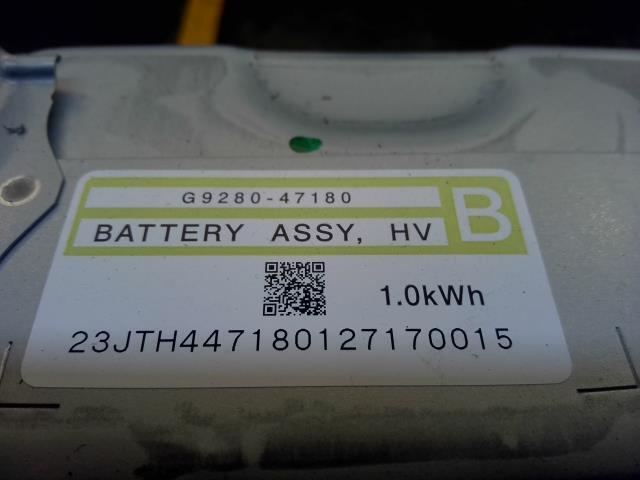 G9280-47180
B
BATTERY ASSY, HV
1.0kWh
23JTH447180127170015